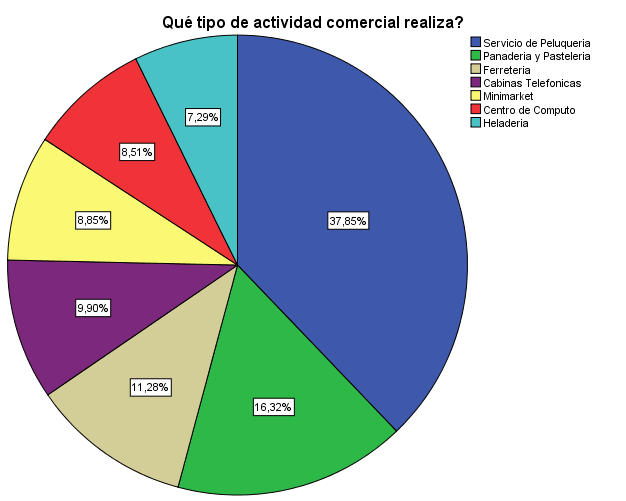 Qué tipo de actividad comercial realiza?
Servicio de Peluqueria
Panaderia y Pasteleria
Ferreteria
Cabinas Telefonicas
Minimarket
Centro de Computo
Heladeria
7,29%
8,51%
37,85%
8,85%
9,90%
11,28%
16,32%